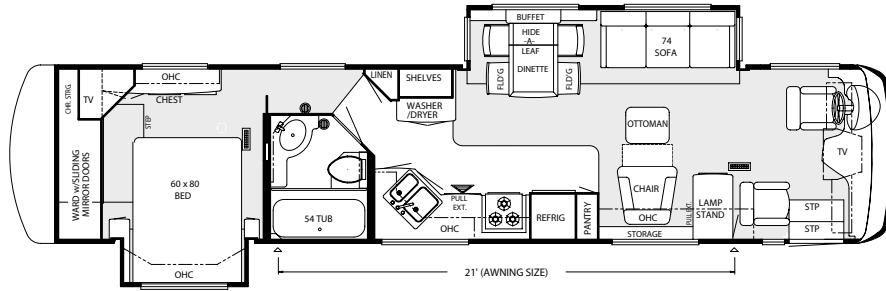 BUFFET
HIDE
-A-
LEAF
DINETTE
FLD'G
FLD'G
74
SOFA
CHR. STRG.
TV
OHC
CHEST
STEP
LINEN
SHELVES
WASHER
/DRYER
OTTOMAN
TV
WARD w/SLIDING
MIRROR DOORS
60 x 80
BED
54 TUB
PULL
EXT.
OHC
REFRIG
PANTRY
CHAIR
OHC
STORAGE
PULL EXT.
LAMP
STAND
STP
STP
OHC
21' (AWNING SIZE)